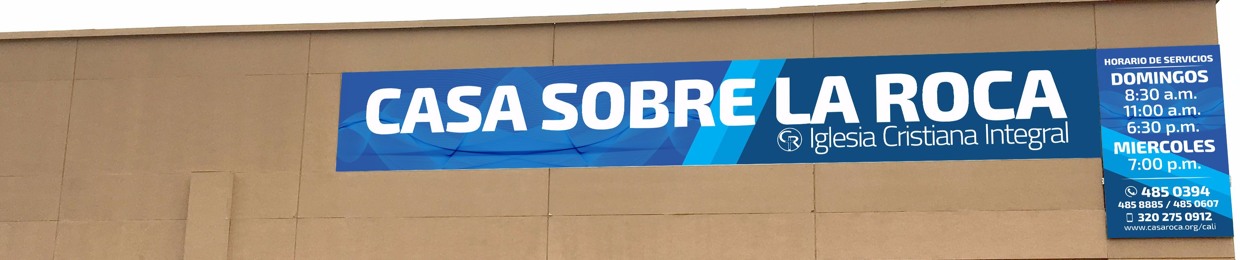 CASA SOBRE LA ROCA
Iglesia Cristiana Integral
HORARIO DE SERVICIOS
DOMINGOS
8:30 a.m.
11:00 a.m.
6:30 p.m.
MIERCOLES
7:00 p.m.
485 0394
485 8885 / 485 0607
320 275 0912
www.casaroca.org/cali